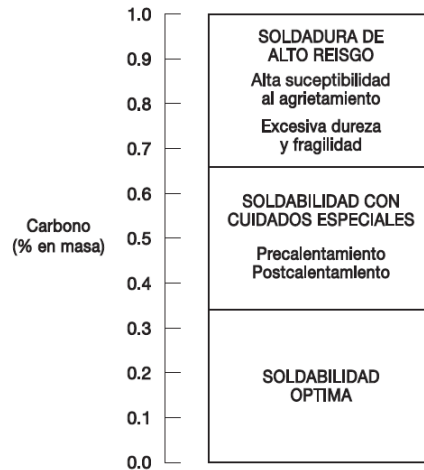 1.0
0.9
0.8
0.7
0.6
0.5
0.4
0.3
0.2
0.1
0.0
Carbono
(% en masa)
SOLDADURA DE
ALTO REISGO
Alta suceptibilidad
al agrietamiento
Excesiva dureza
y fragilidad
SOLDABILIDAD CON
CUIDADOS ESPECIALES
Precalentamiento
Postcalentamiento
SOLDABILIDAD
OPTIMA